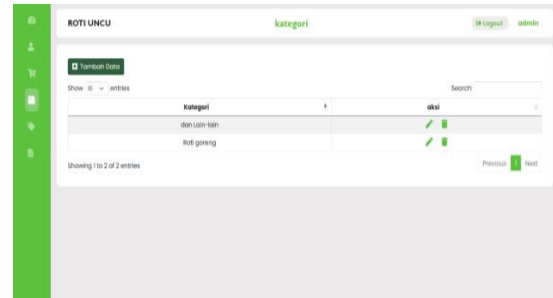 ROTI UNCU kategori Logout admin
Tambah Data
Show 10 entries Search:
Kategori aksi
dan Lain-lain
Roti goreng
Showing 1 to 2 of 2 entries Previous 1 Next